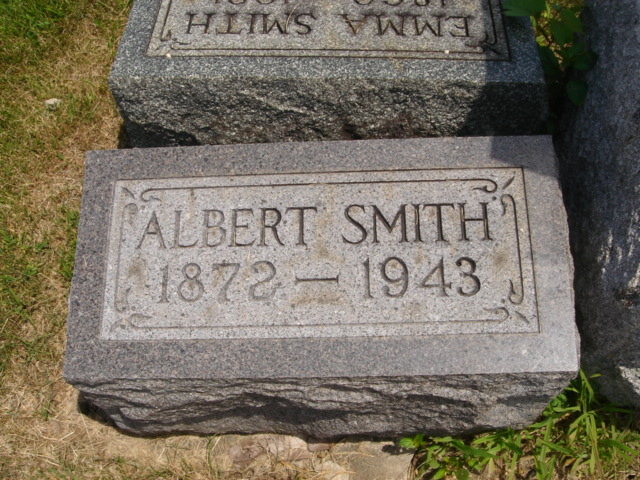 EMMA SMITH
ALBERT SMITH
1872 — 1943